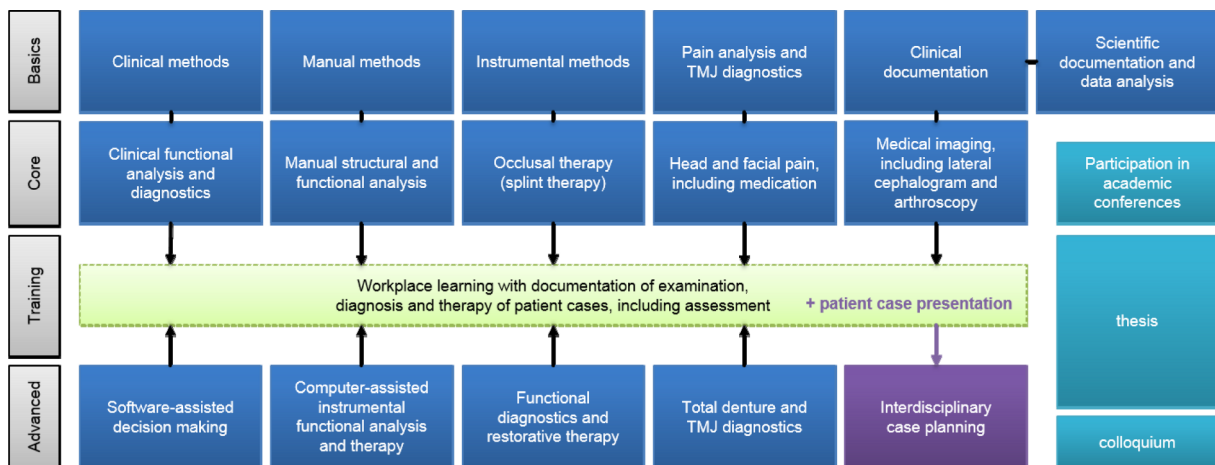 Basics
Clinical methods
Manual methods
Instrumental methods
Pain analysis and
TMJ diagnostics
Clinical
documentation
Scientific
documentation and
data analysis
Core
Clinical functional
analysis and
diagnostics
Manual structural and
functional analysis
Occlusal therapy
(splint therapy)
Head and facial pain,
including medication
Medical imaging,
including lateral
cephalogram and
arthroscopy
Participation in
academic
conferences
Training
Workplace learning with documentation of examination,
diagnosis and therapy of patient cases, including assessment
+ patient case presentation
thesis
Advanced
Software-assisted
decision making
Computer-assisted
instrumental
functional analysis
and therapy
Functional
diagnostics and
restorative therapy
Total denture and
TMJ diagnostics
Interdisciplinary
case planning
colloquium